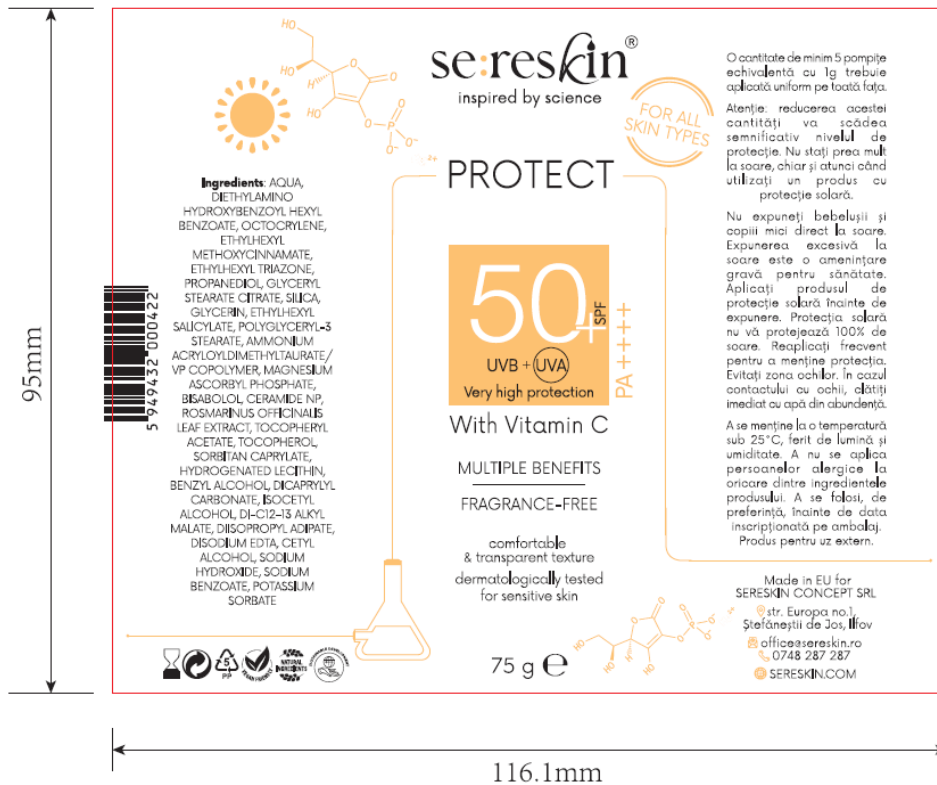 HO
HO
HO
H
O
O
O
P
O
O-
O-
2+
Ingredients: AQUA,
DIETHYLAMINO
HYDROXYBENZOYL HEXYL
BENZOATE, OCTOCRYLENE,
ETHYLHEXYL
METHOXYCINNAMATE,
ETHYLHEXYL TRIAZONE,
PROPANEDIOL, GLYCERYL
STEARATE CITRATE, SILICA,
GLYCERIN, ETHYLHEXYL
SALICYLATE, POLYGLYCERYL-3
STEARATE, AMMONIUM
ACRYLOYLDIMETHYLTAURATE/
VP COPOLYMER, MAGNESIUM
ASCORBYL PHOSPHATE,
BISABOLOL, CERAMIDE NP,
ROSMARINUS OFFICINALIS
LEAF EXTRACT, TOCOPHERYL
ACETATE, TOCOPHEROL,
SORBITAN CAPRYLATE,
HYDROGENATED LECITHIN,
BENZYL ALCOHOL, DICAPRYLYL
CARBONATE, ISOCETYL
ALCOHOL, DI-C12-13 ALKYL
MALATE, DIISOPROPYL ADIPATE,
DISODIUM EDTA, CETYL
ALCOHOL, SODIUM
HYDROXIDE, SODIUM
BENZOATE, POTASSIUM
SORBATE
5 949432 000422
5
VEGAN FRIENDLY
NATURAL
INGREDIENTS
se:reskin®
inspired by science
FOR ALL
SKIN TYPES
PROTECT
50+
SPF
UVB + UVA
Very high protection
PA++++
With Vitamin C
MULTIPLE BENEFITS
FRAGRANCE-FREE
comfortable
& transparent texture
dermatologically tested
for sensitive skin
75 g ℮
O cantitate de minim 5 pompițe
echivalentă cu 1g trebuie
aplicată uniform pe toată fața.
Atenție: reducerea acestei
cantități va scădea
semnificativ nivelul de
protecție. Nu stați prea mult
la soare, chiar și atunci când
utilizați un produs cu
protecție solară.
Nu expuneți bebelușii și
copiii mici direct la soare.
Expunerea excesivă la
soare este o amenințare
gravă pentru sănătate.
Aplicați produsul de
protecție solară înainte de
expunere. Protecția solară
nu vă protejează 100% de
soare. Reaplicați frecvent
pentru a menține protecția.
Evitați zona ochilor. În cazul
contactului cu ochii, clătiți
imediat cu apă din abundență.
A se menține la o temperatură
sub 25°C, ferit de lumină și
umiditate. A nu se aplica
persoanelor alergice la
oricare dintre ingredientele
produsului. A se folosi, de
preferință, înainte de data
inscripționată pe ambalaj.
Produs pentru uz extern.
Made in EU for
SERESKIN CONCEPT SRL
str. Europa no.1,
Ștefăneștii de Jos, Ilfov
office@sereskin.ro
0748 287 287
SERESKIN.COM
HO
HO
HO
H
O
O
O
P
O
O-
O-
2+
95mm
116.1mm